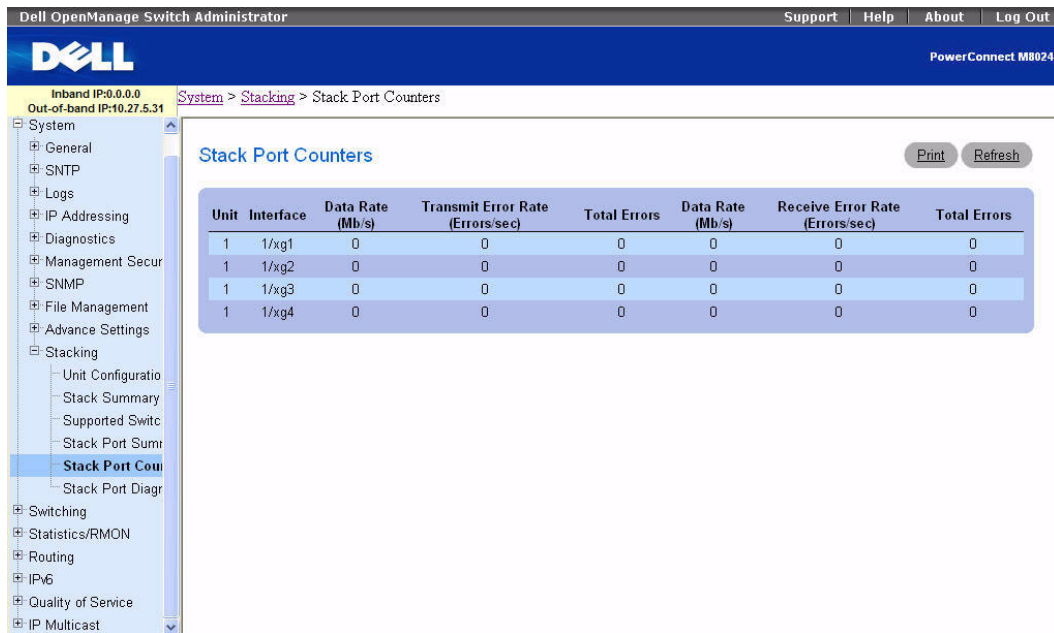 Dell OpenManage Switch Administrator
Support Help About Log Out
DELL
PowerConnect M8024
Inband IP:0.0.0.0
Out-of-band IP:10.27.5.31
System > Stacking > Stack Port Counters
System
General
SNTP
Logs
IP Addressing
Diagnostics
Management Secur
SNMP
File Management
Advance Settings
Stacking
Unit Configuratio
Stack Summary
Supported Switc
Stack Port Sum
Stack Port Cou
Stack Port Diagr
Switching
Statistics/RMON
Routing
IPv6
Quality of Service
IP Multicast
Stack Port Counters
Print Refresh
Unit Interface Data Rate (Mb/s) Transmit Error Rate (Errors/sec) Total Errors Data Rate (Mb/s) Receive Error Rate (Errors/sec) Total Errors
1 1/xg1 0 0 0 0 0 0
1 1/xg2 0 0 0 0 0 0
1 1/xg3 0 0 0 0 0 0
1 1/xg4 0 0 0 0 0 0